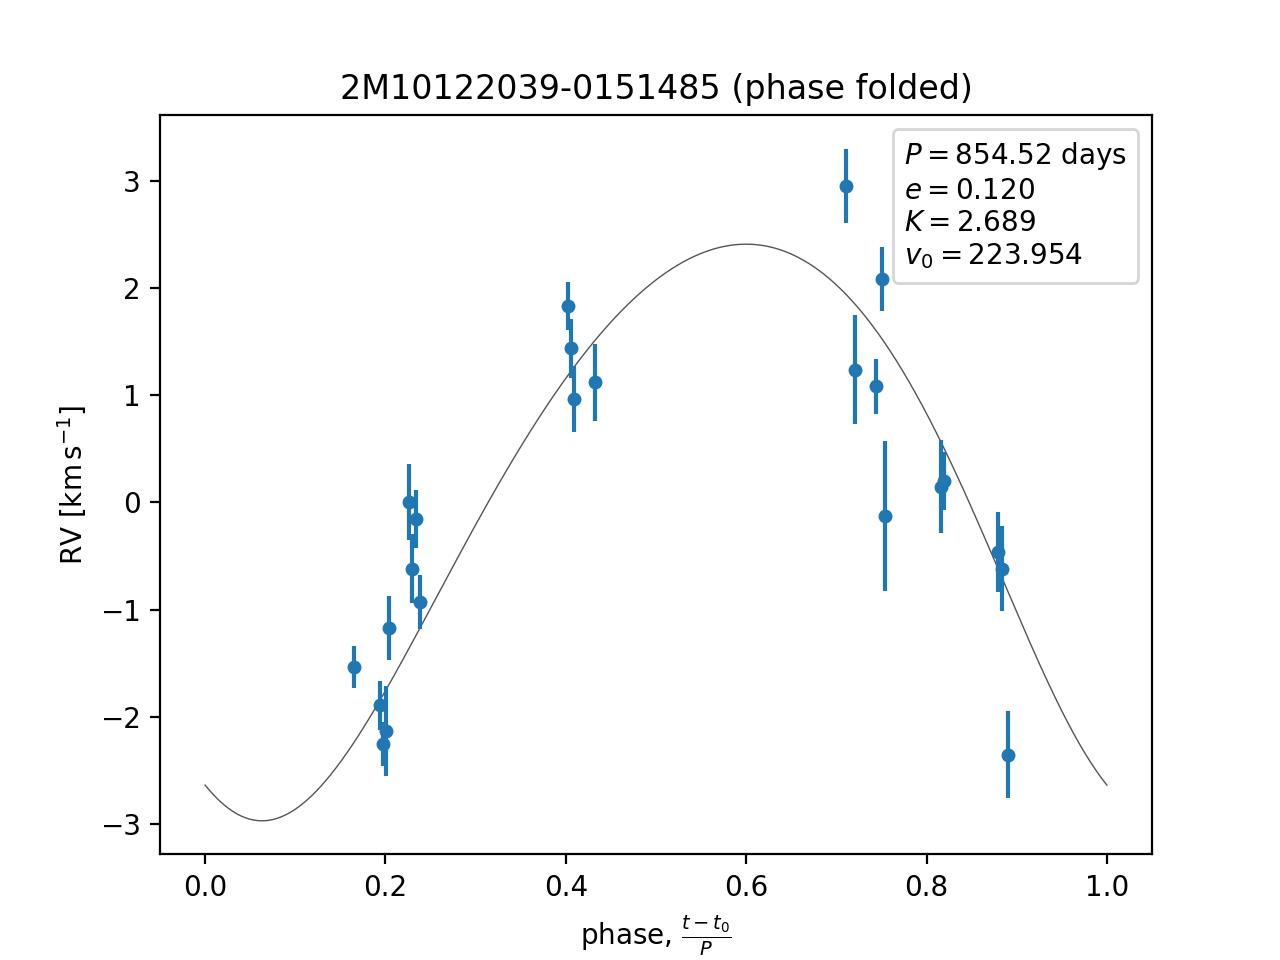 2M10122039-0151485 (phase folded)
P = 854.52 days
e = 0.120
K = 2.689
v₀ = 223.954
3
2
1
0
−1
−2
−3
RV [km s⁻¹]
0.0 0.2 0.4 0.6 0.8 1.0
phase, (t − t₀)/P